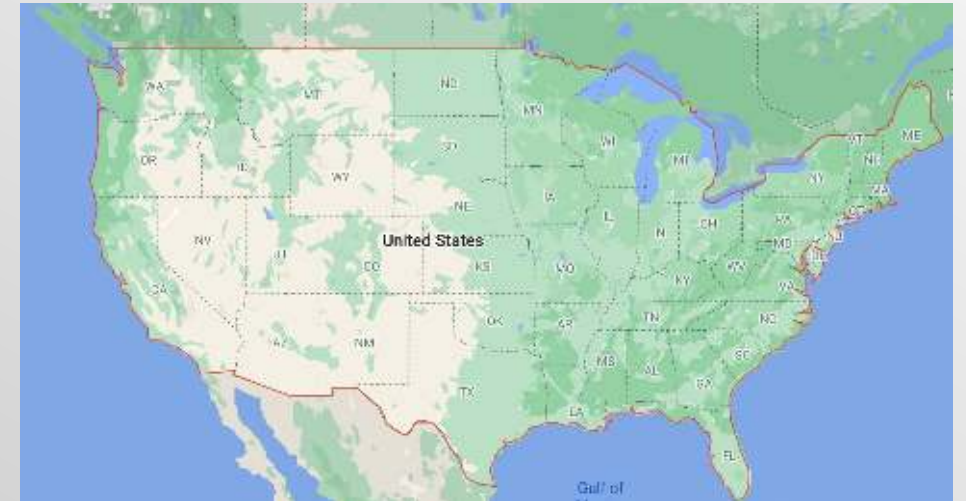 WA
MT
ND
MN
OR
ID
SD
WI
MI
VT
NH
ME
WY
NY
MA
CT
NE
IA
IL
IN
OH
PA
NJ
NV
UT
CO
United States
KS
MO
KY
WV
MD
DE
VA
CA
AZ
NM
OK
AR
TN
NC
TX
MS
AL
GA
SC
LA
FL
Gulf of